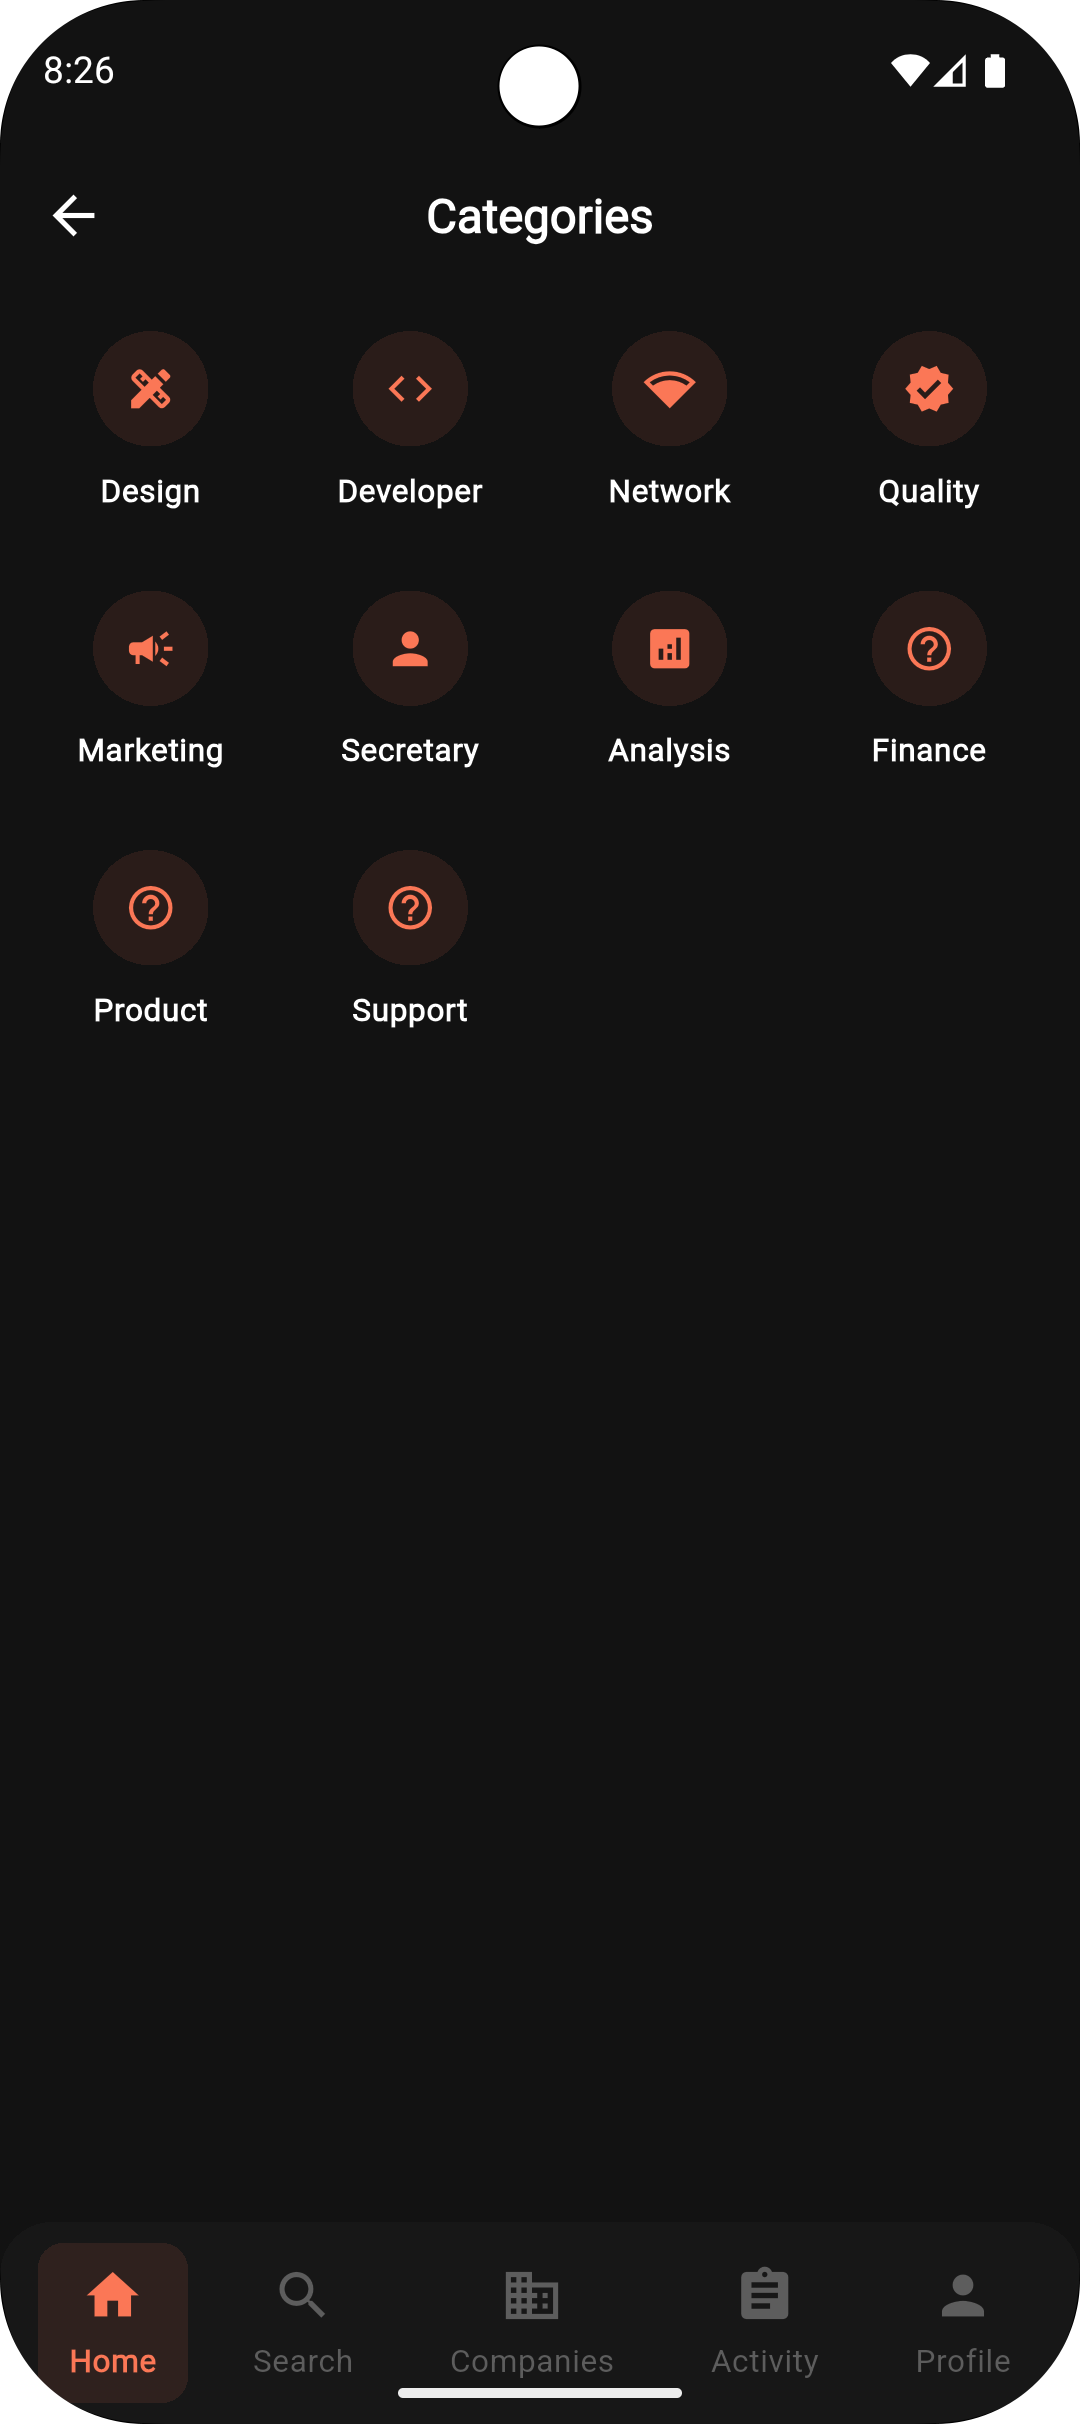 8:26
Categories
Design Developer Network Quality
Marketing Secretary Analysis Finance
Product Support
Home Search Companies Activity Profile